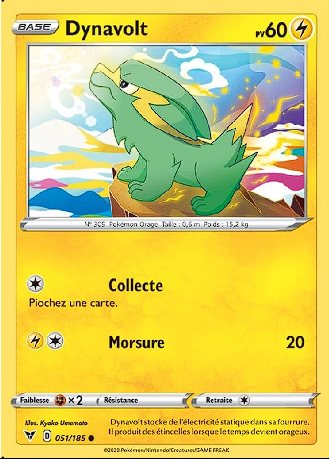 BASE Dynavolt PV60
N° 309 Pokémon Orage Taille : 0,6 m Poids : 15,2 kg
Collecte
Piochez une carte.
Morsure 20
Faiblesse ×2 Résistance Retraite
Illus. Kyoko Umemoto
Dynavolt stocke de l'électricité statique dans sa fourrure.
Il produit des étincelles lorsque le temps devient orageux.
D 051/185
©2020 Pokémon/Nintendo/Creatures/GAME FREAK